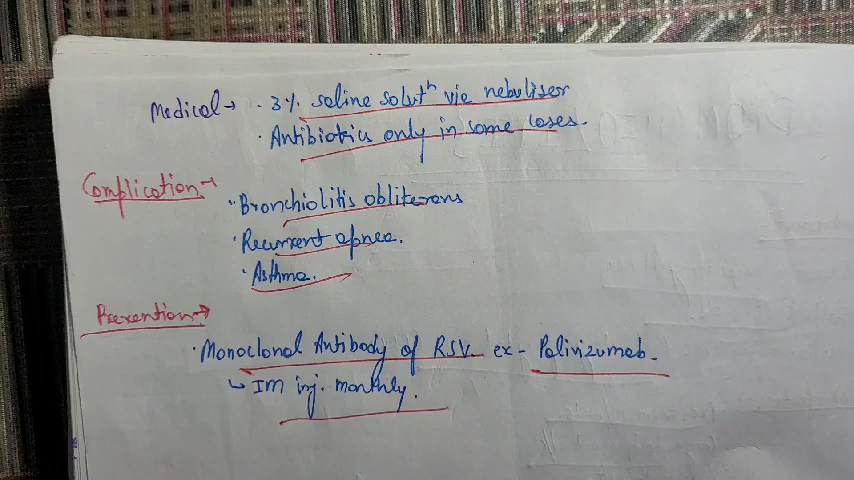 Medical → · 3% saline solutⁿ via nebuliser
· Antibiotics only in some cases.
Complication →
· Bronchiolitis obliterans
· Recurrent apnea.
· Asthma.
Prevention →
· Monoclonal Antibody of RSV ex - Palivizumab.
↳ IM inj. monthly.